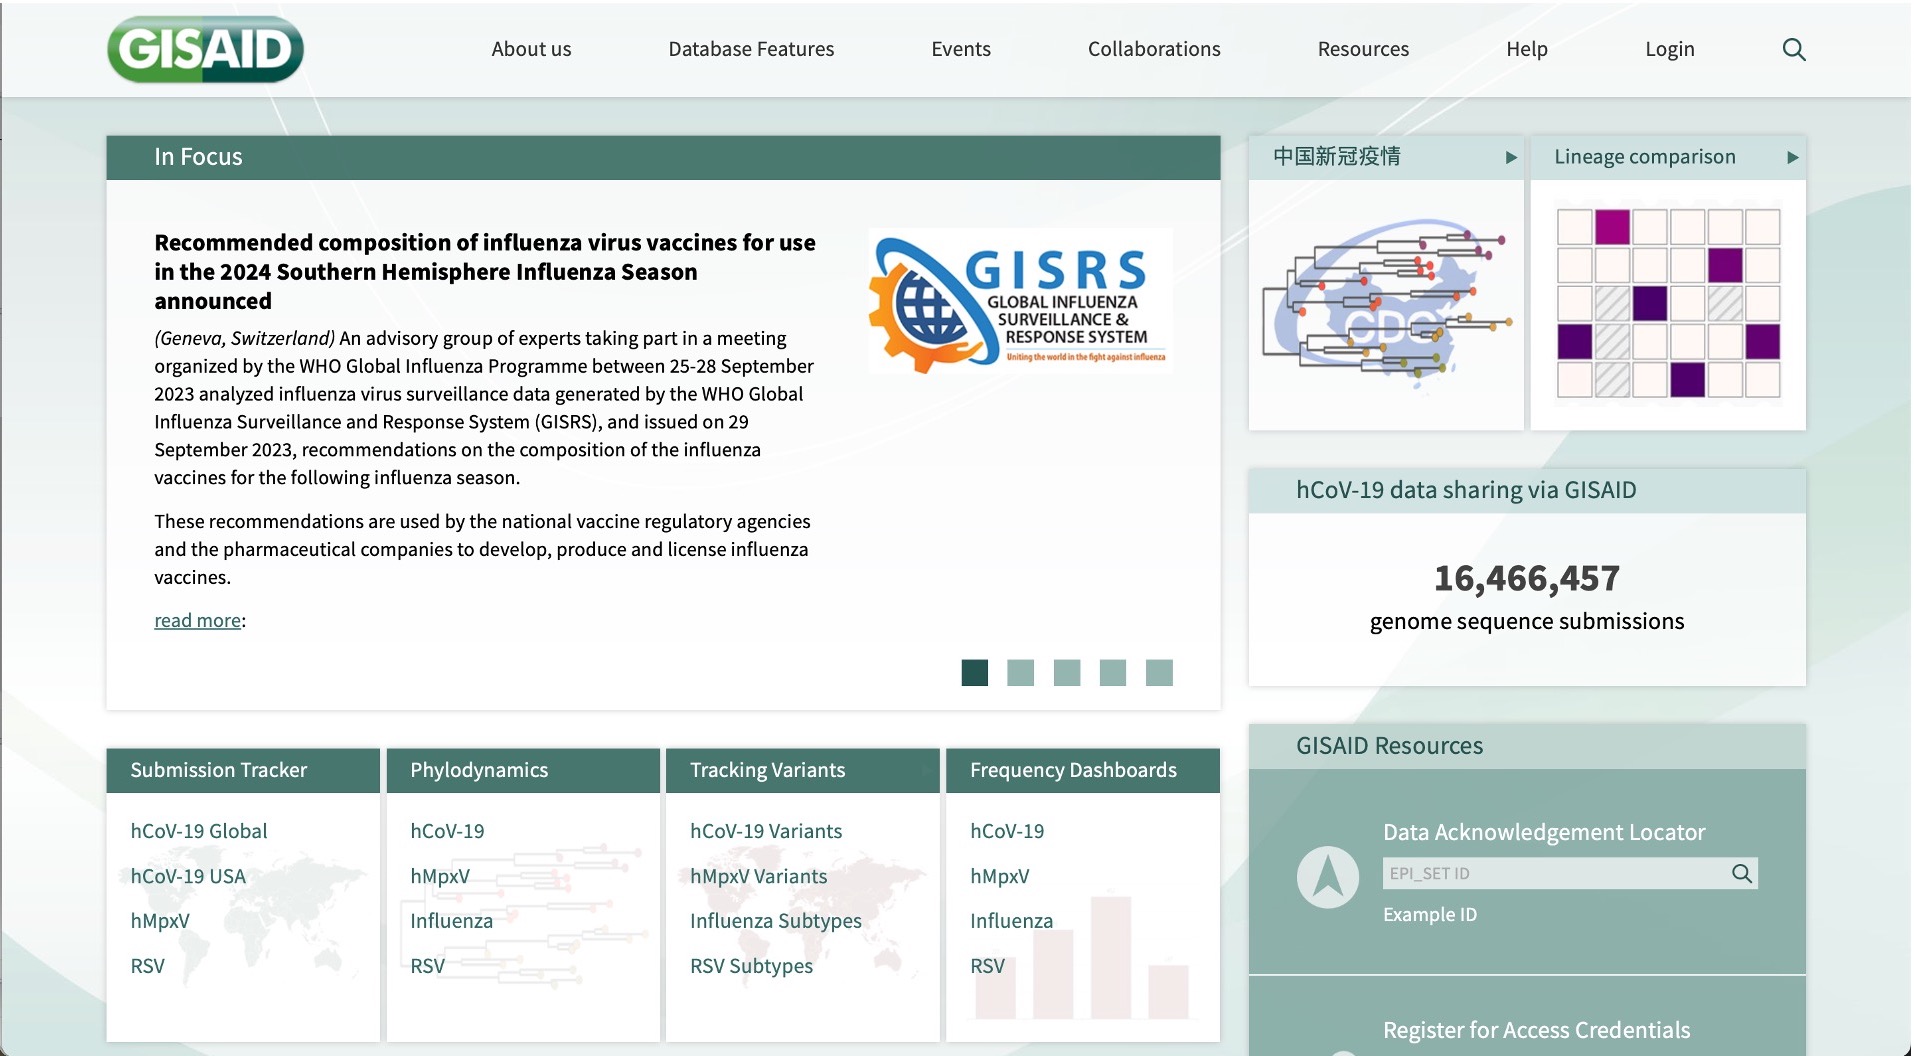 GISAID
About us
Database Features
Events
Collaborations
Resources
Help
Login
In Focus
Recommended composition of influenza virus vaccines for use
in the 2024 Southern Hemisphere Influenza Season
announced
(Geneva, Switzerland) An advisory group of experts taking part in a meeting
organized by the WHO Global Influenza Programme between 25-28 September
2023 analyzed influenza virus surveillance data generated by the WHO Global
Influenza Surveillance and Response System (GISRS), and issued on 29
September 2023, recommendations on the composition of the influenza
vaccines for the following influenza season.
These recommendations are used by the national vaccine regulatory agencies
and the pharmaceutical companies to develop, produce and license influenza
vaccines.
read more:
GISRS
GLOBAL INFLUENZA
SURVEILLANCE &
RESPONSE SYSTEM
Uniting the world in the fight against influenza
中国新冠疫情
CDC
Lineage comparison
hCoV-19 data sharing via GISAID
16,466,457
genome sequence submissions
Submission Tracker
hCoV-19 Global
hCoV-19 USA
hMpxV
RSV
Phylodynamics
hCoV-19
hMpxV
Influenza
RSV
Tracking Variants
hCoV-19 Variants
hMpxV Variants
Influenza Subtypes
RSV Subtypes
Frequency Dashboards
hCoV-19
hMpxV
Influenza
RSV
GISAID Resources
Data Acknowledgement Locator
EPI_SET ID
Example ID
Register for Access Credentials